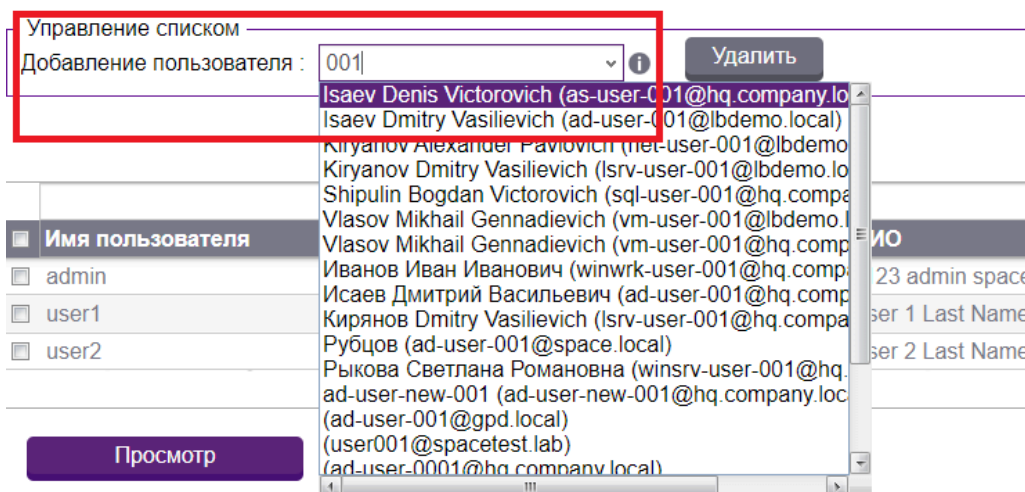 Управление списком
Добавление пользователя : 001 Удалить
Isaev Denis Victorovich (as-user-001@hq.company.lo
Isaev Dmitry Vasilievich (ad-user-001@lbdemo.local)
Kiryanov Alexander Pavlovich (net-user-001@lbdemo
Kiryanov Dmitry Vasilievich (lsrv-user-001@lbdemo.lo
Shipulin Bogdan Victorovich (sql-user-001@hq.compa
Vlasov Mikhail Gennadievich (vm-user-001@lbdemo.l
Vlasov Mikhail Gennadievich (vm-user-001@hq.comp
Иванов Иван Иванович (winwrk-user-001@hq.compa
Исаев Дмитрий Васильевич (ad-user-001@hq.comp
Кирянов Dmitry Vasilievich (lsrv-user-001@hq.compa
Рубцов (ad-user-001@space.local)
Рыкова Светлана Романовна (winsrv-user-001@hq.
ad-user-new-001 (ad-user-new-001@hq.company.loc
(ad-user-001@gpd.local)
(user001@spacetest.lab)
(ad-user-0001@hq.company.local)
Имя пользователя ИО
admin 23 admin space
user1 ser 1 Last Name
user2 ser 2 Last Name
Просмотр